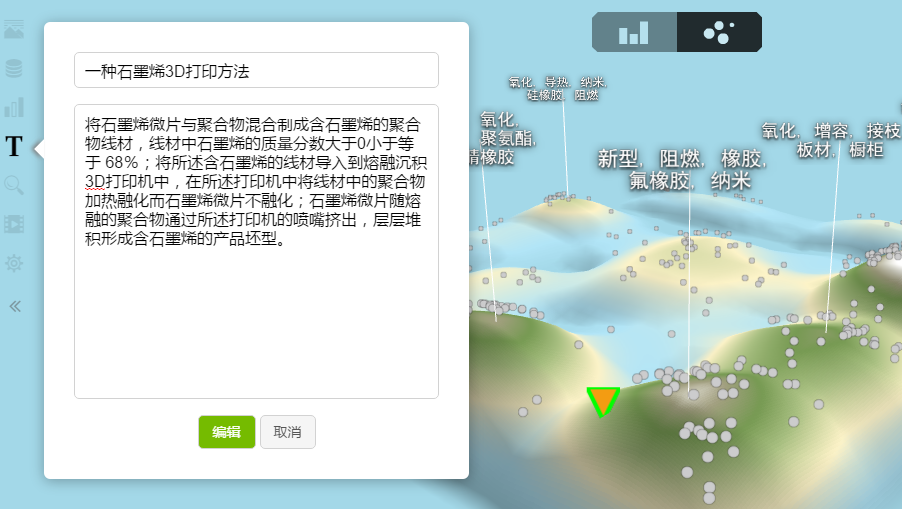 一种石墨烯3D打印方法
将石墨烯微片与聚合物混合制成含石墨烯的聚合
物线材，线材中石墨烯的质量分数大于0小于等
于 68%；将所述含石墨烯的线材导入到熔融沉积
3D打印机中，在所述打印机中将线材中的聚合物
加热融化而石墨烯微片不融化；石墨烯微片随熔
融的聚合物通过所述打印机的喷嘴挤出，层层堆
积形成含石墨烯的产品坯型。
编辑
取消
T
氧化、导热、纳米、
硅橡胶、阻燃
氧化、
聚氨酯、
橡胶
新型、阻燃、橡胶、
氟橡胶、纳米
氧化、增容、接枝
板材、橱柜